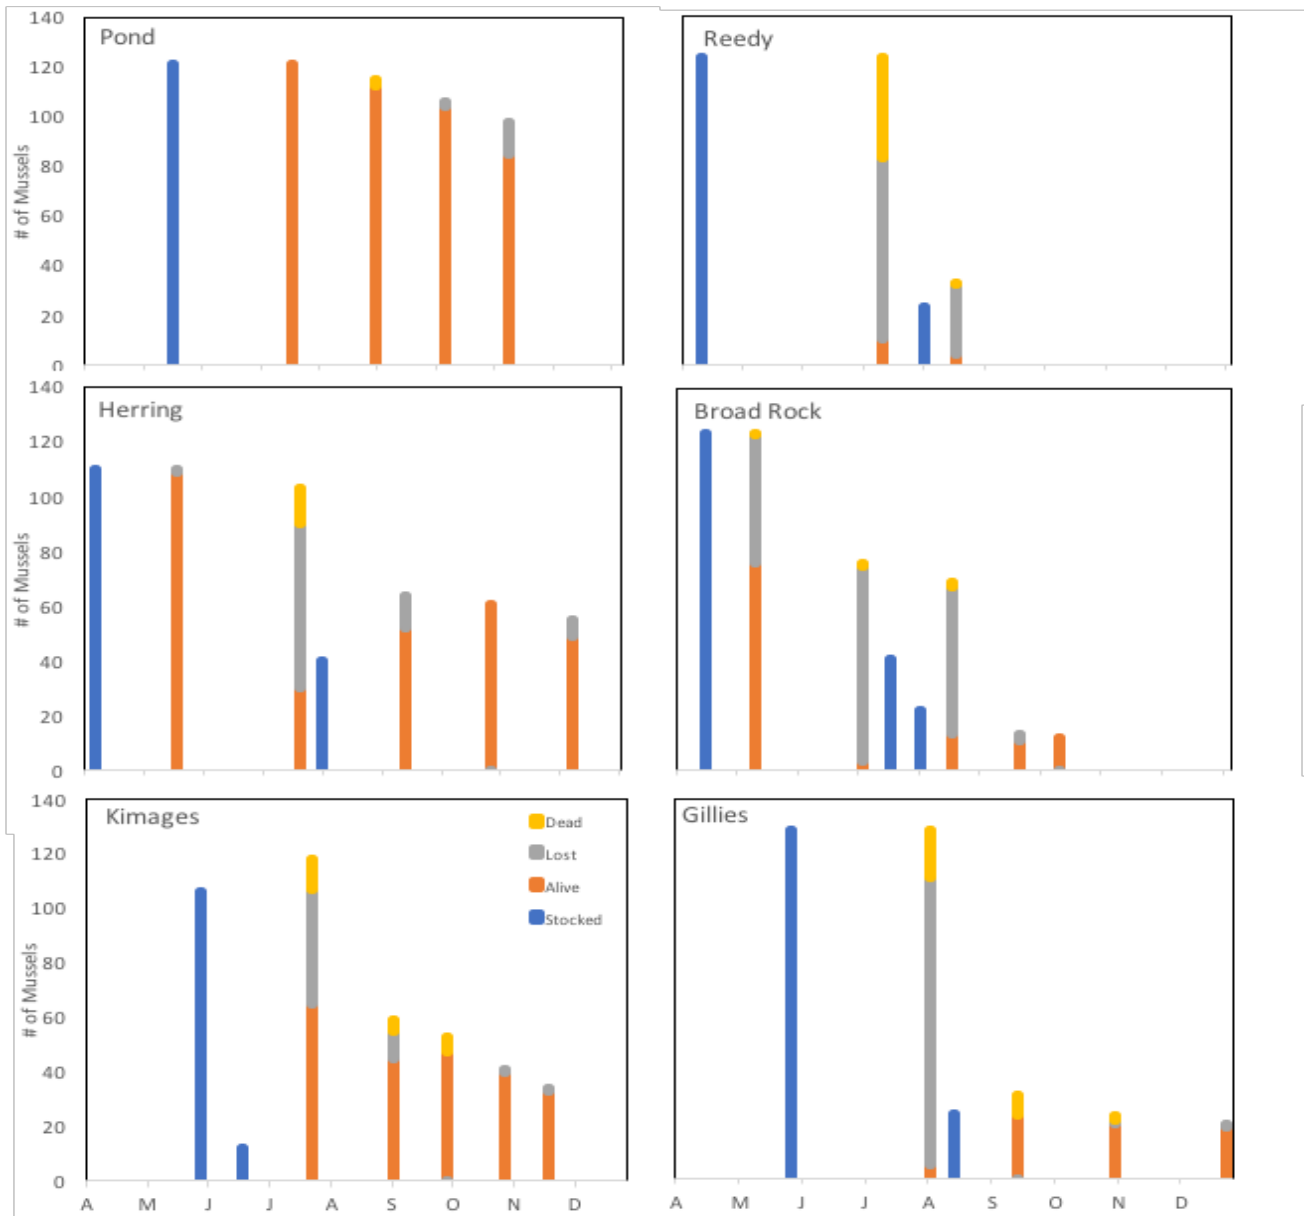 Pond
140
120
100
80
60
40
20
0
# of Mussels
Reedy
Herring
140
120
100
80
60
40
20
0
# of Mussels
Broad Rock
Kimages
140
120
100
80
60
40
20
0
# of Mussels
Dead
Lost
Alive
Stocked
A M J J A S O N D
Gillies
A M J J A S O N D